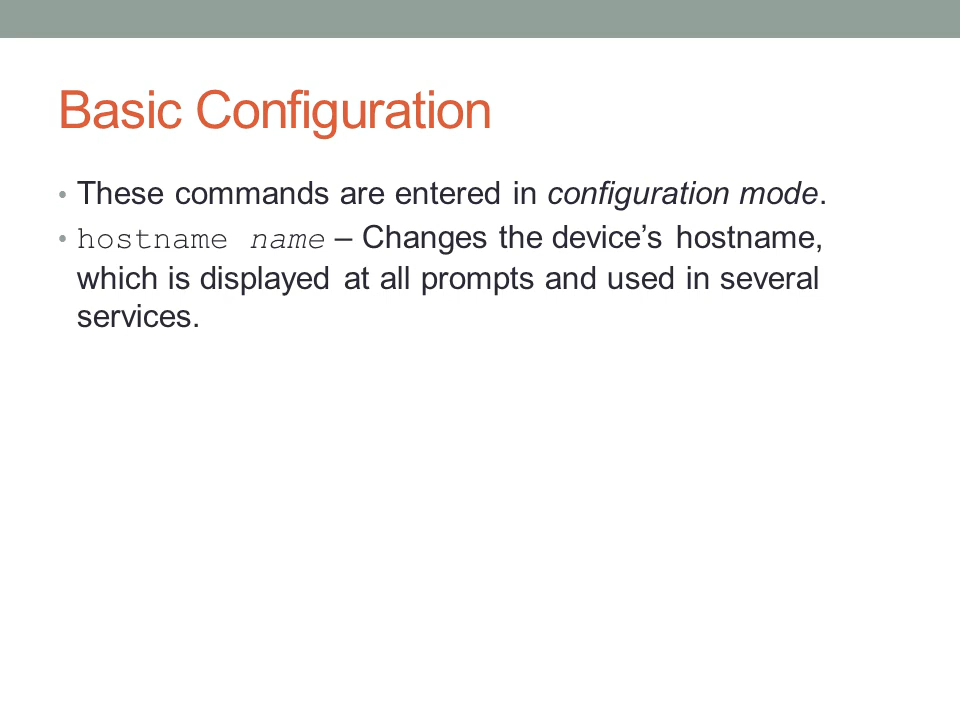 Basic Configuration
• These commands are entered in configuration mode.
• hostname name – Changes the device’s hostname,
which is displayed at all prompts and used in several
services.